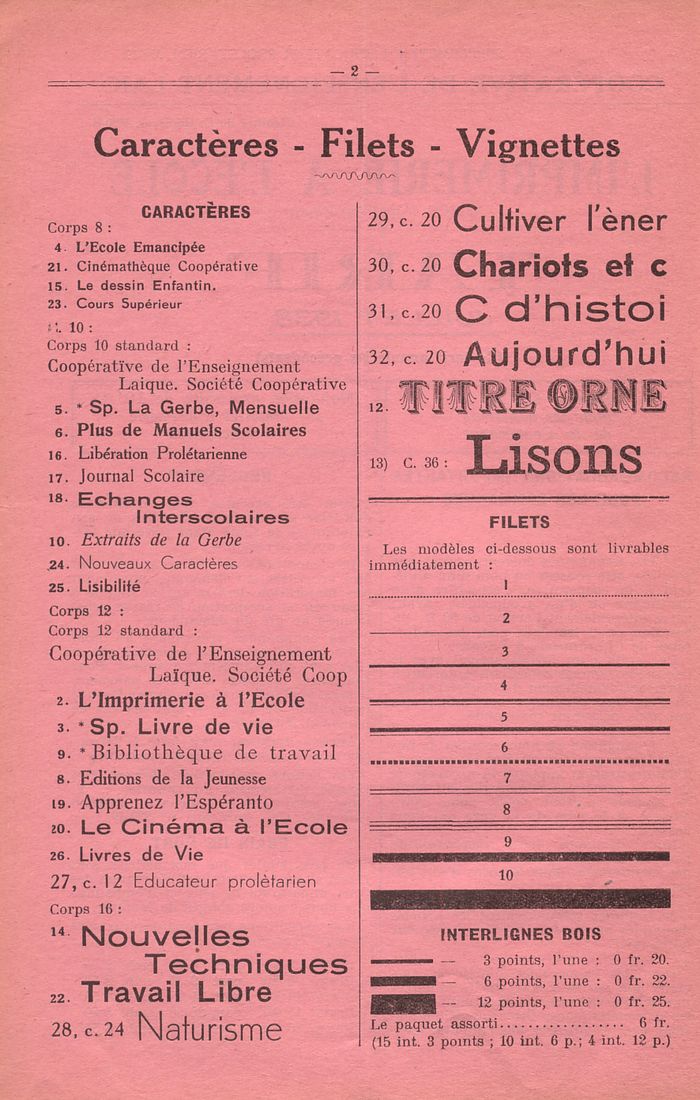 — 2 —
Caractères - Filets - Vignettes
CARACTÈRES
Corps 8 :
4. L'Ecole Emancipée
21. Cinémathèque Coopérative
15. Le dessin Enfantin.
23. Cours Supérieur
10 :
Corps 10 standard :
Coopérative de l'Enseignement
Laique. Société Coopérative
5. * Sp. La Gerbe, Mensuelle
6. Plus de Manuels Scolaires
16. Libération Prolétarienne
17. Journal Scolaire
18. Echanges
Interscolaires
10. Extraits de la Gerbe
24. Nouveaux Caractères
25. Lisibilité
Corps 12 :
Corps 12 standard :
Coopérative de l'Enseignement
Laïque. Société Coop
2. L'Imprimerie à l'Ecole
3. * Sp. Livre de vie
9. * Bibliothèque de travail
8. Editions de la Jeunesse
19. Apprenez l'Espéranto
20. Le Cinéma à l'Ecole
26. Livres de Vie
27, c. 12 Educateur prolètarien
Corps 16 :
14. Nouvelles
Techniques
22. Travail Libre
28, c. 24 Naturisme
29, c. 20 Cultiver l'èner
30, c. 20 Chariots et c
31, c. 20 C d'histoi
32, c. 20 Aujourd'hui
12. TITRE ORNE
13) C. 36 : Lisons
FILETS
Les modèles ci-dessous sont livrables
immédiatement :
1
2
3
4
5
6
7
8
9
10
INTERLIGNES BOIS
— 3 points, l'une : 0 fr. 20.
— 6 points, l'une : 0 fr. 22.
— 12 points, l'une : 0 fr. 25.
Le paquet assorti.................. 6 fr.
(15 int. 3 points ; 10 int. 6 p.; 4 int. 12 p.)